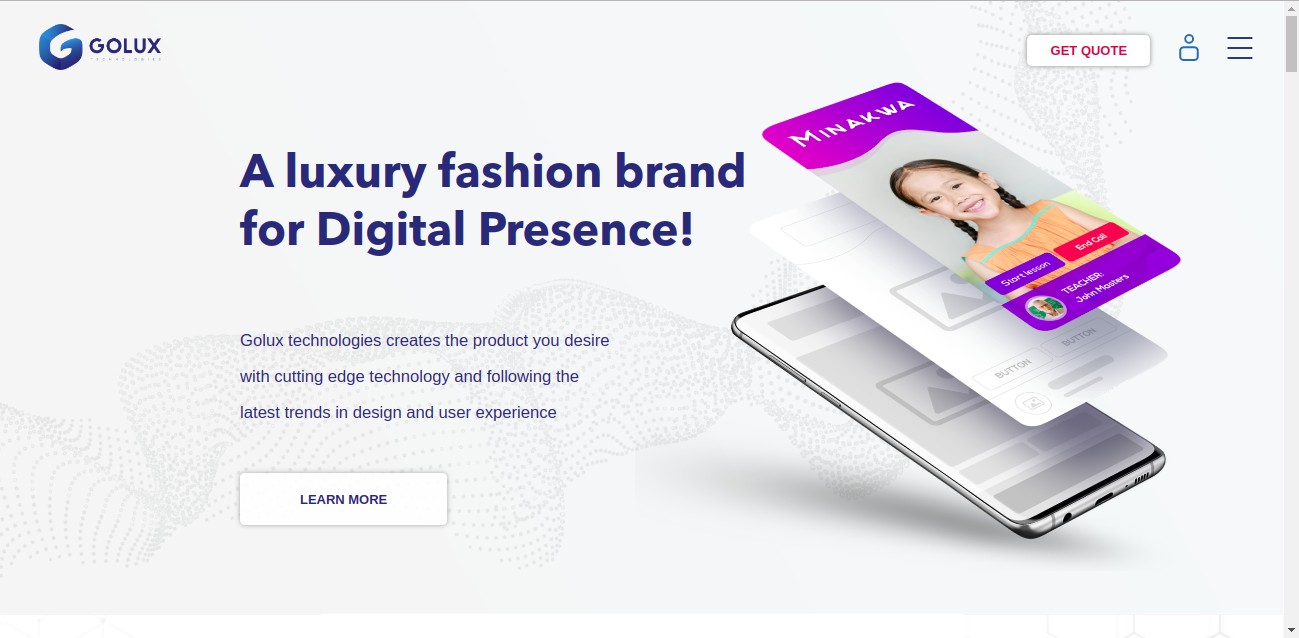 GOLUX
TECHNOLOGIES
GET QUOTE
A luxury fashion brand
for Digital Presence!
Golux technologies creates the product you desire
with cutting edge technology and following the
latest trends in design and user experience
LEARN MORE
MINAKWA
Start lesson
End Call
TEACHER:
John Masters
BUTTON
BUTTON